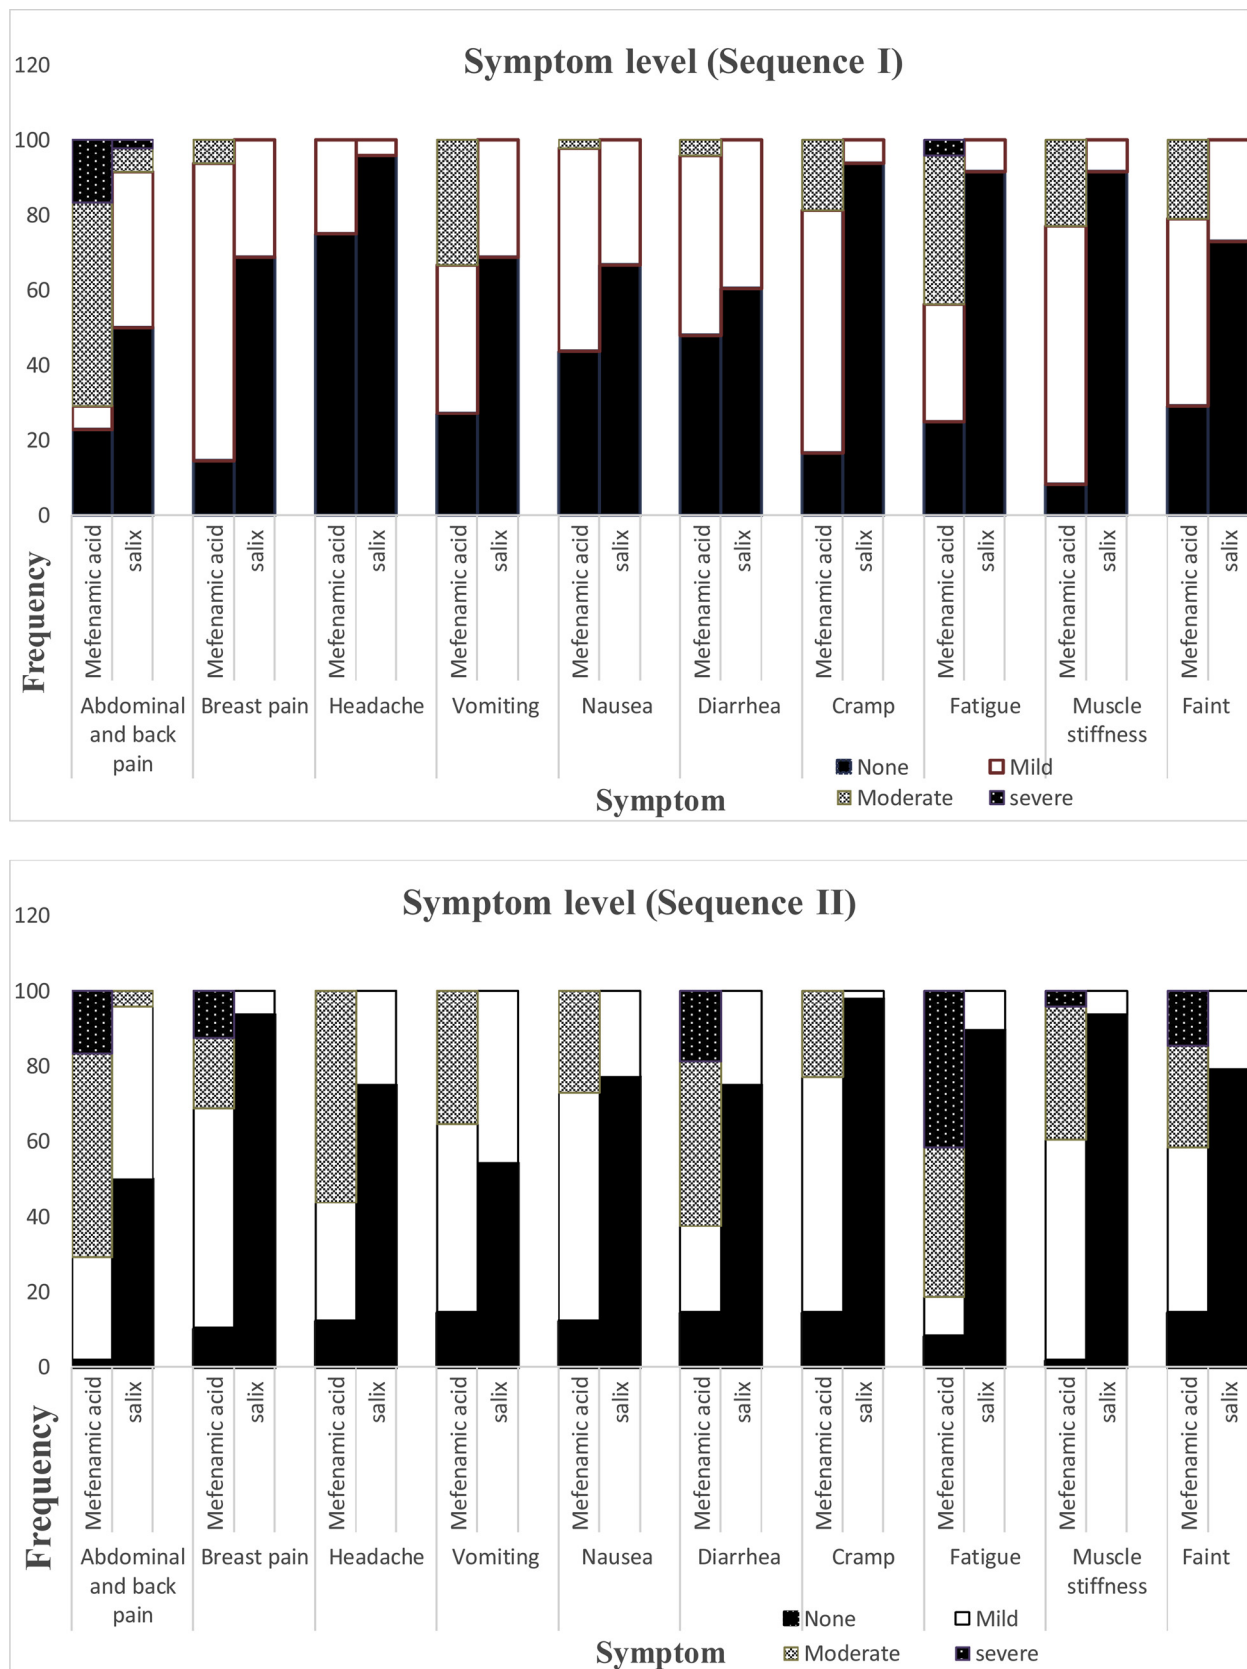 Symptom level (Sequence I)
120
100
80
60
40
20
0
Frequency
Mefenamic acid salix Mefenamic acid salix Mefenamic acid salix Mefenamic acid salix Mefenamic acid salix Mefenamic acid salix Mefenamic acid salix Mefenamic acid salix Mefenamic acid salix Mefenamic acid salix
Abdominal Breast pain Headache Vomiting Nausea Diarrhea Cramp Fatigue Muscle Faint
and back stiffness
pain
None Mild
Moderate severe
Symptom
Symptom level (Sequence II)
120
100
80
60
40
20
0
Frequency
Mefenamic acid salix Mefenamic acid salix Mefenamic acid salix Mefenamic acid salix Mefenamic acid salix Mefenamic acid salix Mefenamic acid salix Mefenamic acid salix Mefenamic acid salix Mefenamic acid salix
Abdominal Breast pain Headache Vomiting Nausea Diarrhea Cramp Fatigue Muscle Faint
and back stiffness
pain
None Mild
Moderate severe
Symptom